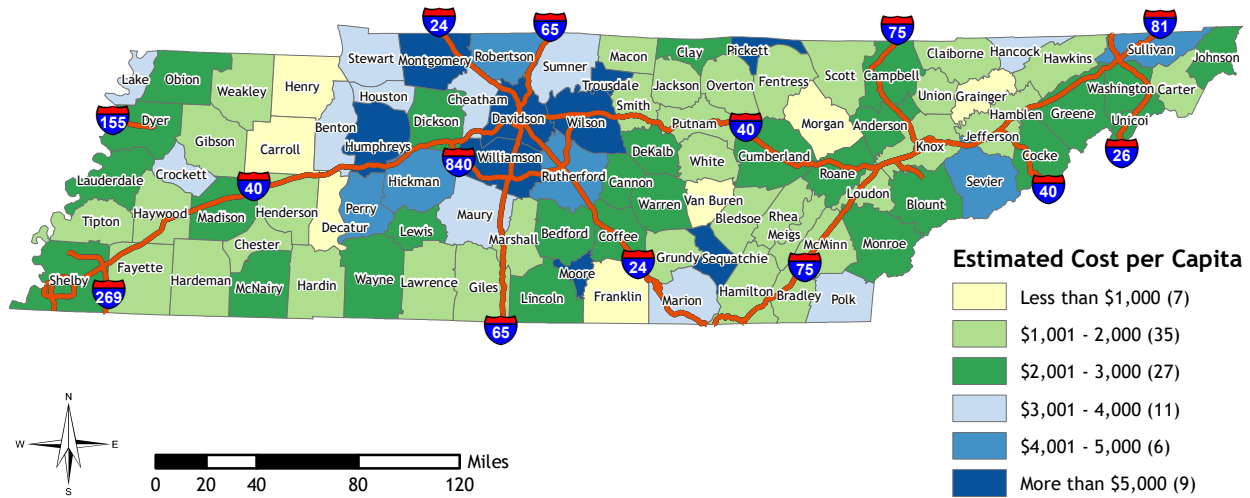 24
65
75
81
Stewart Montgomery Robertson Sumner Macon Clay Pickett Claiborne Hancock Hawkins Sullivan Johnson
Lake Obion Weakley Henry Houston Cheatham Trousdale Smith Jackson Overton Fentress Scott Campbell Union Grainger Hamblen Greene Washington Carter
155
Dyer Gibson Carroll Benton Humphreys Dickson Davidson Wilson Putnam
40
Morgan Anderson Knox Jefferson Cocke Unicoi
26
Lauderdale Crockett
40
840
Williamson Rutherford Cannon DeKalb White Cumberland Roane Loudon Blount Sevier
40
Tipton Haywood Madison Henderson Decatur Perry Hickman Maury Warren Van Buren Bledsoe Rhea Meigs McMinn Monroe
Shelby Fayette Chester Lewis Marshall Bedford Coffee Grundy Sequatchie
269
Hardeman McNairy Hardin Wayne Lawrence Giles Lincoln Moore Franklin
24
Marion Hamilton
75
Bradley Polk
65
Estimated Cost per Capita
Less than $1,000 (7)
$1,001 - 2,000 (35)
$2,001 - 3,000 (27)
$3,001 - 4,000 (11)
$4,001 - 5,000 (6)
More than $5,000 (9)
N
W E
S
Miles
0 20 40 80 120